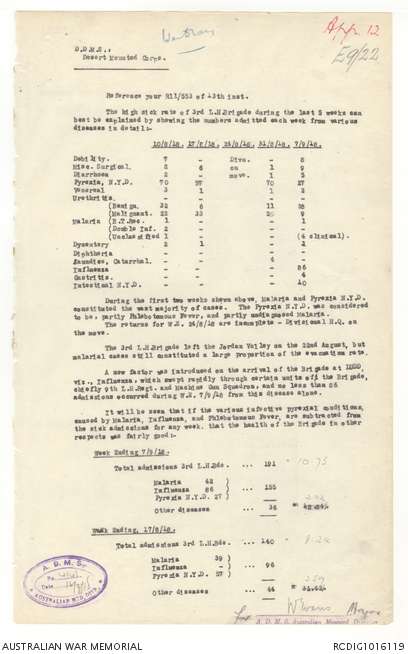 App. 12
E9/22
D.D.M.S.,
Desert Mounted Corps.
Reference your R11/553 of 13th inst.
The high sick rate of 3rd L.H.Brigade during the last 5 weeks can
best be explained by showing the numbers admitted each week from various
diseases in detail:-
10/8/18. 17/8/18. 24/8/18. 31/8/18. 7/9/18.
Debility. 7 - Divn. - 8
Misc. Surgical. 8 6 on 1 9
Diarrhoea 2 - move. 1 5
Pyrexia, N.Y.D. 70 57 70 27
Venereal 3 1 1 2
Urethritis. - - - -
(Benign. 32 6 11 28
(Malignant. 22 33 9
Malaria (B.T.Rec. 1 - - 1
(Double Inf. 2 - - -
(Unclassified 1 - - (4 clinical).
Dysentery 2 1 - 1
Diphtheria - - - -
Jaundice, Catarrhal. - - 4 -
Influenza - - - 86
Gastritis. - - - 4
Intestinal N.Y.D. - - - 10
During the first two weeks shown above, Malaria and Pyrexia N.Y.D.
constituted the vast majority of cases. The Pyrexia N.Y.D. was considered
to be, partly Phlebotomus Fever, and partly undiagnosed Malaria.
The returns for W.E. 24/8/18 are incomplete - Divisional H.Q. on
the move.
The 3rd L.H.Brigade left the Jordan Valley on the 22nd August, but
malarial cases still constituted a large proportion of the evacuation rate.
A new factor was introduced on the arrival of the Brigade at LUDD
viz., Influenza, which swept rapidly through certain units of the Brigade,
chiefly 9th L.H.Regt. and Machine Gun Squadron, and no less than 86
admissions occurred during W.E. 7/9/18 from this disease alone.
It will be seen that if the various infective pyrexial conditions,
caused by Malaria, Influenza, and Phlebotomus Fever, are subtracted from
the sick admissions for any week, that the health of the Brigade in other
respects was fairly good:-
Week Ending 7/9/18.
Total admissions 3rd L.H.Bde. ... 191 = 10.75
Malaria 42 )
Influenza 86 ) ... 155
Pyrexia N.Y.D. 27 )
Other diseases ... 36
Week Ending, 17/8/18.
Total admissions 3rd L.H.Bde. ... 140
Malaria 39 )
Influenza - ) ... 96
Pyrexia N.Y.D. 57 )
Other diseases ... 44
A.D.M.S.
AUSTRALIAN MTD. DIVN.
for
Major
A.D.M.S. Australian Mounted Division
AUSTRALIAN WAR MEMORIAL
RCDIG1016119